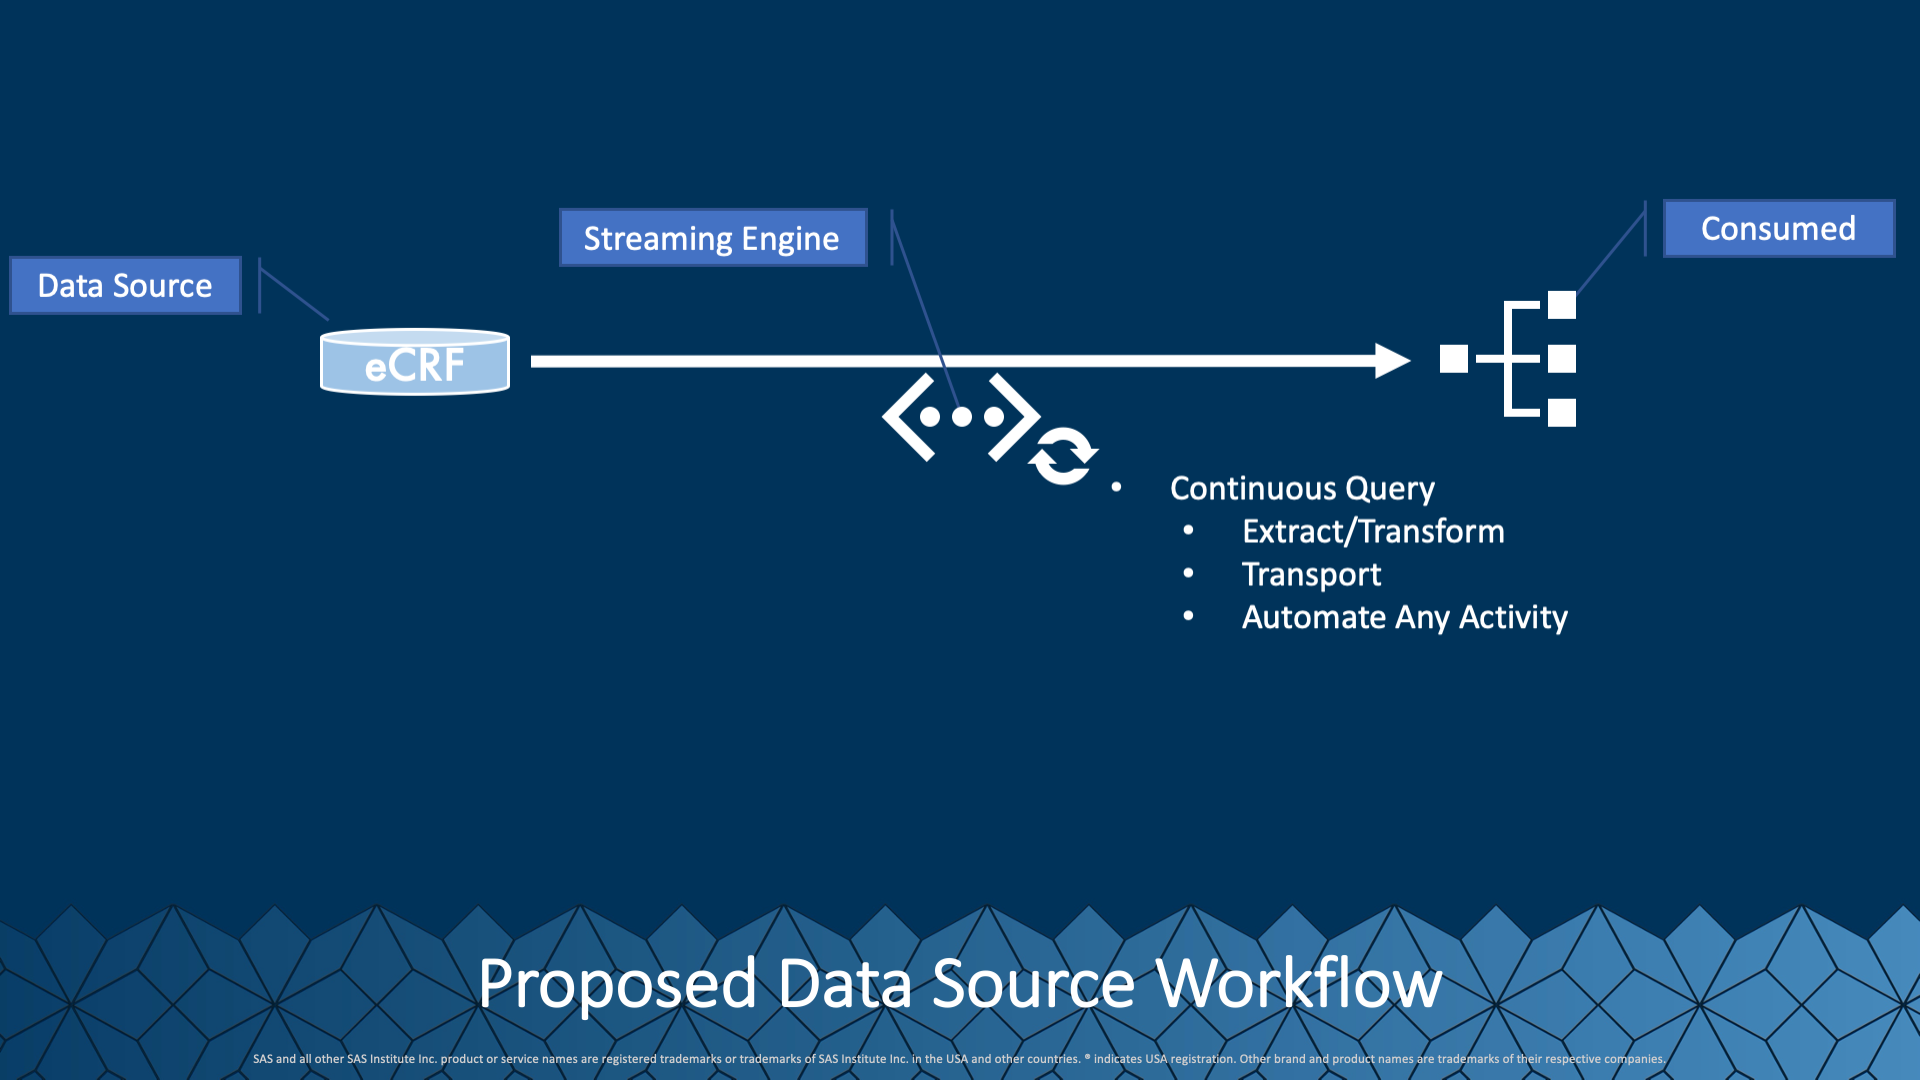 Data Source
Streaming Engine
Consumed
eCRF
• Continuous Query
• Extract/Transform
• Transport
• Automate Any Activity
Proposed Data Source Workflow
SAS and all other SAS Institute Inc. product or service names are registered trademarks or trademarks of SAS Institute Inc. in the USA and other countries. ® indicates USA registration. Other brand and product names are trademarks of their respective companies.